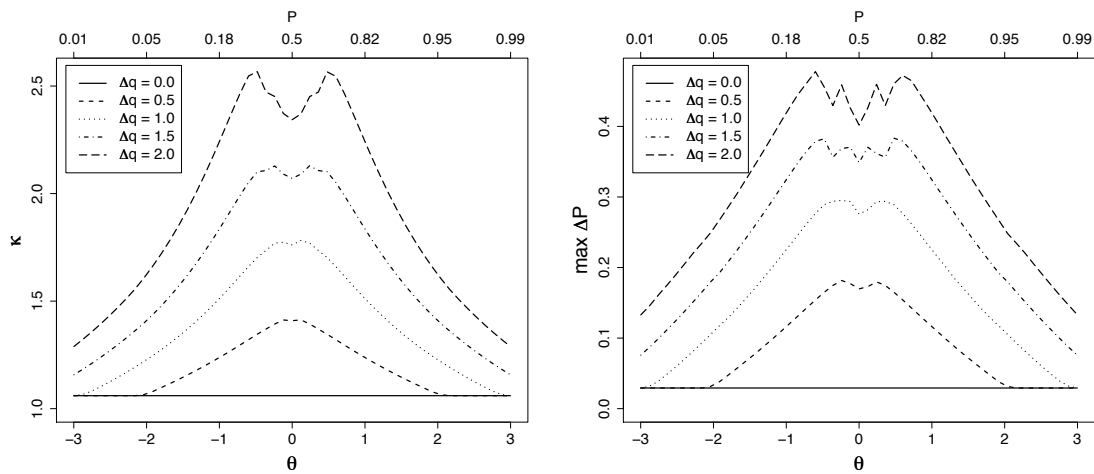 P
0.01 0.05 0.18 0.5 0.82 0.95 0.99
κ
2.5
2.0
1.5
1.0
Δq = 0.0
Δq = 0.5
Δq = 1.0
Δq = 1.5
Δq = 2.0
−3 −2 −1 0 1 2 3
θ
P
0.01 0.05 0.18 0.5 0.82 0.95 0.99
max ΔP
0.4
0.3
0.2
0.1
0.0
Δq = 0.0
Δq = 0.5
Δq = 1.0
Δq = 1.5
Δq = 2.0
−3 −2 −1 0 1 2 3
θ